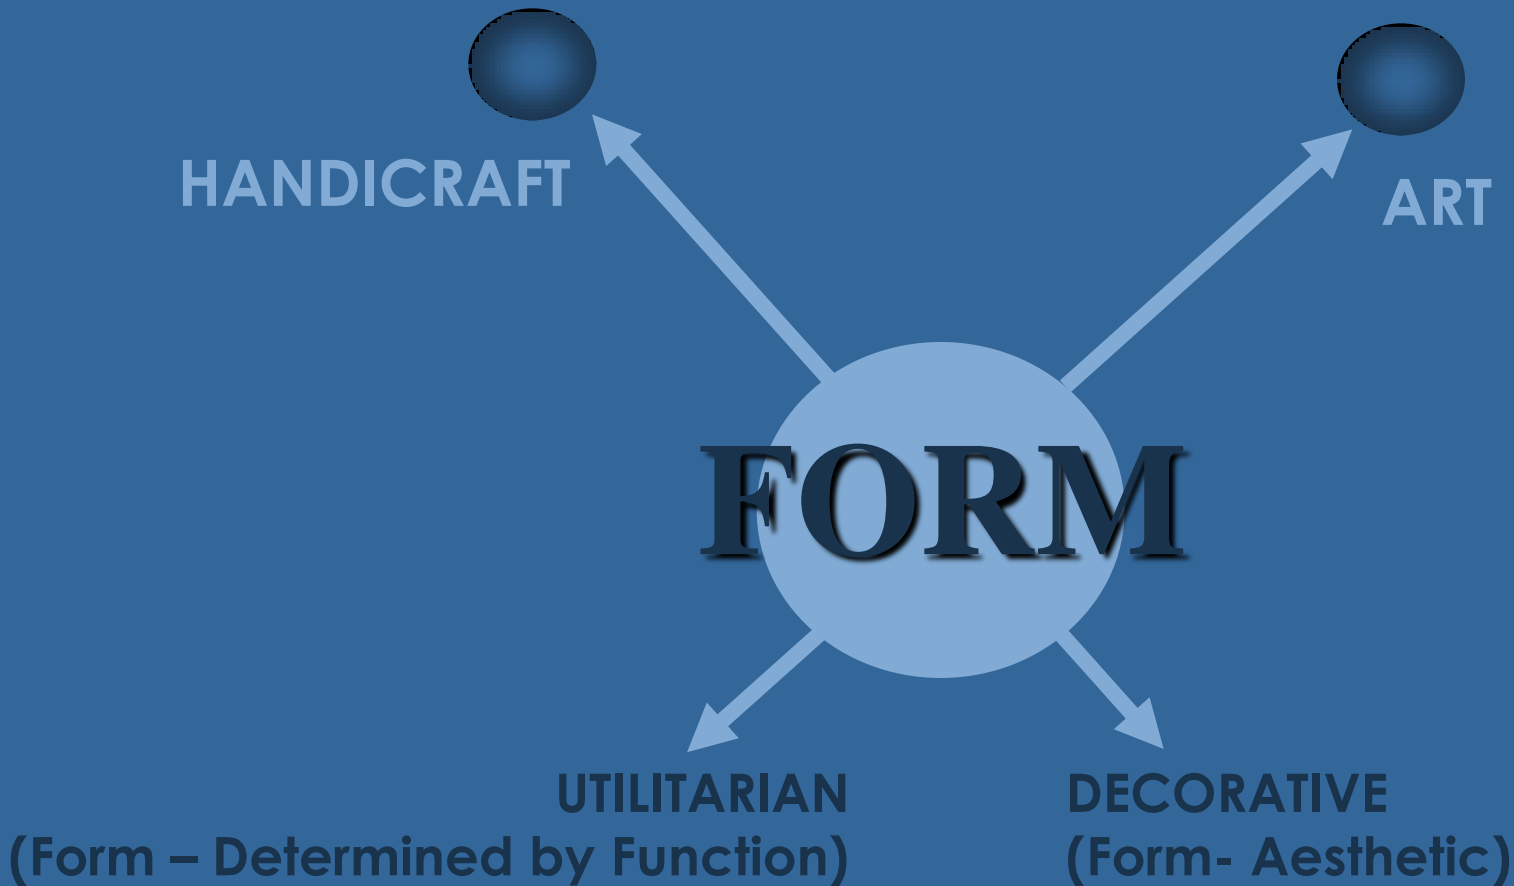 HANDICRAFT
ART
FORM
UTILITARIAN
(Form – Determined by Function)
DECORATIVE
(Form- Aesthetic)